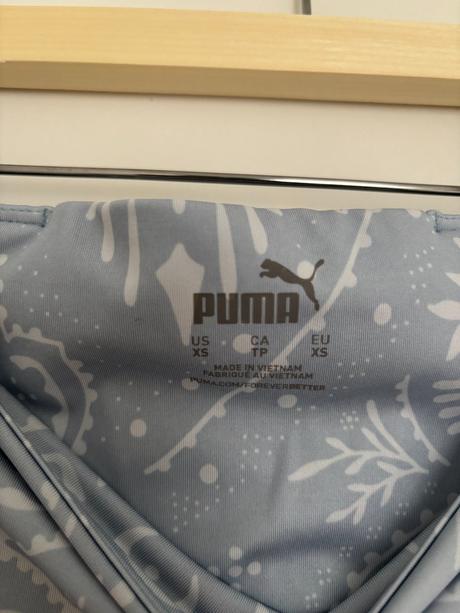 PUMA
US CA EU
XS TP XS
MADE IN VIETNAM
FABRIQUÉ AU VIETNAM
PUMA.COM/FOREVERBETTER